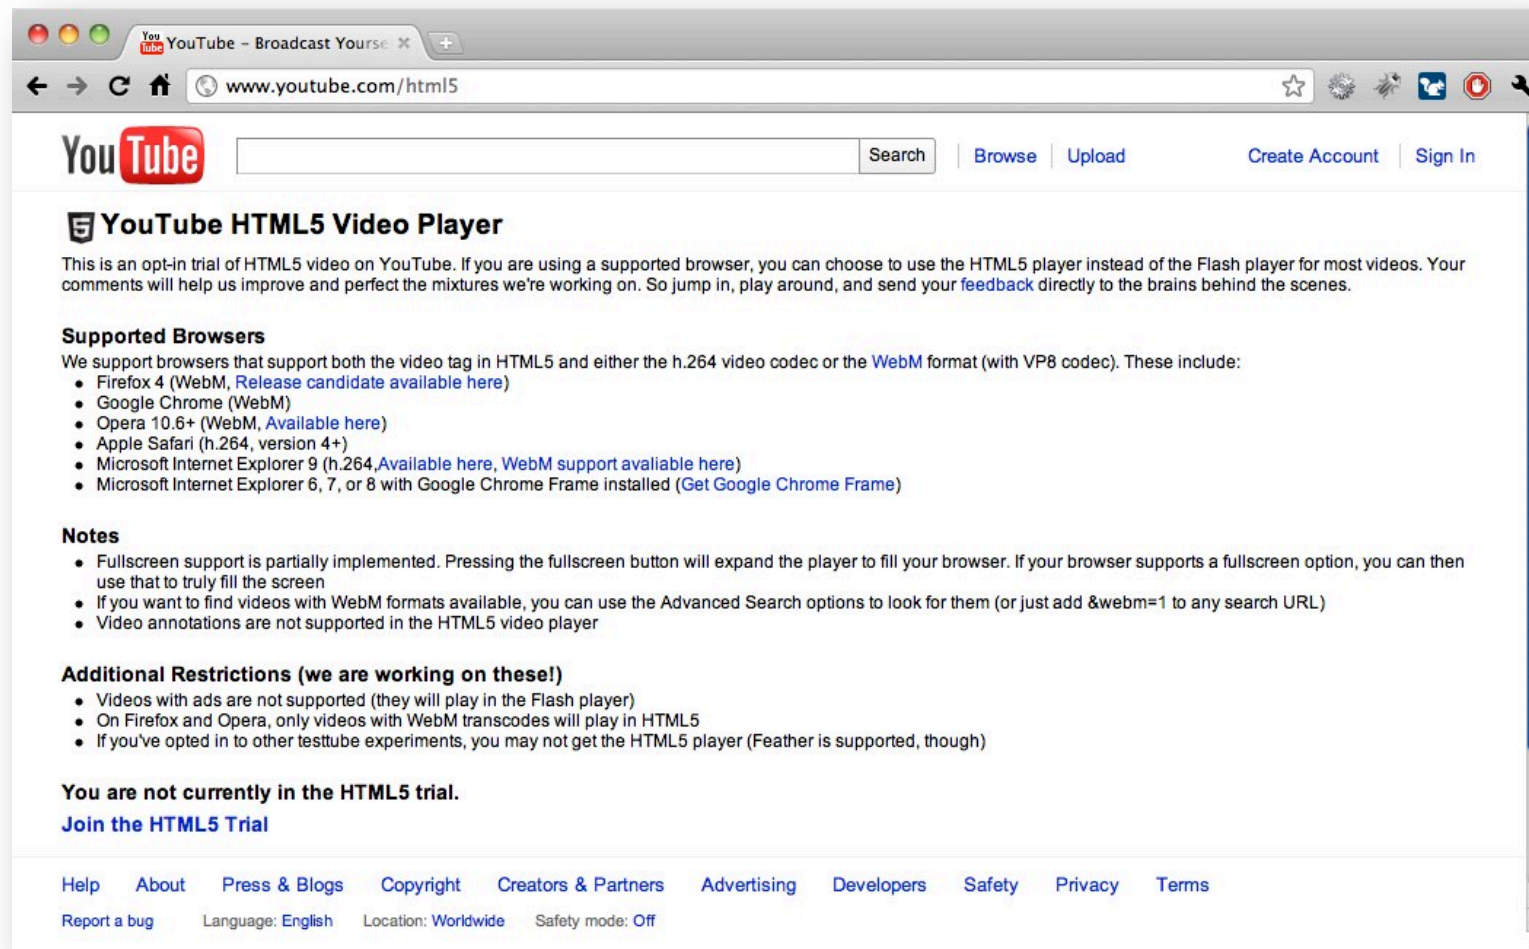 You Tube YouTube – Broadcast Yourse
www.youtube.com/html5
You Tube Search Browse Upload Create Account Sign In
5 YouTube HTML5 Video Player
This is an opt-in trial of HTML5 video on YouTube. If you are using a supported browser, you can choose to use the HTML5 player instead of the Flash player for most videos. Your
comments will help us improve and perfect the mixtures we're working on. So jump in, play around, and send your feedback directly to the brains behind the scenes.
Supported Browsers
We support browsers that support both the video tag in HTML5 and either the h.264 video codec or the WebM format (with VP8 codec). These include:
• Firefox 4 (WebM, Release candidate available here)
• Google Chrome (WebM)
• Opera 10.6+ (WebM, Available here)
• Apple Safari (h.264, version 4+)
• Microsoft Internet Explorer 9 (h.264,Available here, WebM support avaliable here)
• Microsoft Internet Explorer 6, 7, or 8 with Google Chrome Frame installed (Get Google Chrome Frame)
Notes
• Fullscreen support is partially implemented. Pressing the fullscreen button will expand the player to fill your browser. If your browser supports a fullscreen option, you can then
use that to truly fill the screen
• If you want to find videos with WebM formats available, you can use the Advanced Search options to look for them (or just add &webm=1 to any search URL)
• Video annotations are not supported in the HTML5 video player
Additional Restrictions (we are working on these!)
• Videos with ads are not supported (they will play in the Flash player)
• On Firefox and Opera, only videos with WebM transcodes will play in HTML5
• If you've opted in to other testtube experiments, you may not get the HTML5 player (Feather is supported, though)
You are not currently in the HTML5 trial.
Join the HTML5 Trial
Help About Press & Blogs Copyright Creators & Partners Advertising Developers Safety Privacy Terms
Report a bug Language: English Location: Worldwide Safety mode: Off